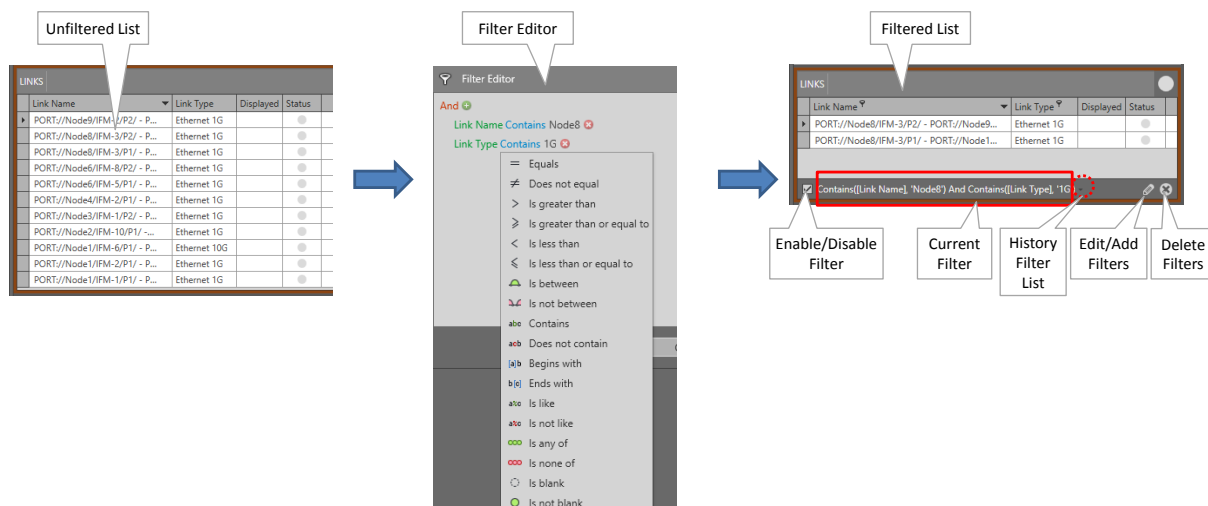 Unfiltered List
LINKS
Link Name Link Type Displayed Status
PORT://Node9/IFM-2/P2/ - P... Ethernet 1G
PORT://Node8/IFM-3/P2/ - P... Ethernet 1G
PORT://Node8/IFM-3/P1/ - P... Ethernet 1G
PORT://Node6/IFM-8/P2/ - P... Ethernet 1G
PORT://Node6/IFM-5/P1/ - P... Ethernet 1G
PORT://Node4/IFM-2/P1/ - P... Ethernet 1G
PORT://Node3/IFM-1/P2/ - P... Ethernet 1G
PORT://Node2/IFM-10/P1/ -... Ethernet 1G
PORT://Node1/IFM-6/P1/ - P... Ethernet 10G
PORT://Node1/IFM-2/P1/ - P... Ethernet 1G
PORT://Node1/IFM-1/P1/ - P... Ethernet 1G
Filter Editor
Filter Editor
And
Link Name Contains Node8
Link Type Contains 1G
= Equals
≠ Does not equal
> Is greater than
⩾ Is greater than or equal to
< Is less than
⩽ Is less than or equal to
Is between
Is not between
abc Contains
acb Does not contain
[a]b Begins with
b[c] Ends with
a%c Is like
a%c Is not like
Is any of
Is none of
Is blank
Is not blank
Filtered List
LINKS
Link Name Link Type Displayed Status
PORT://Node8/IFM-3/P2/ - PORT://Node9... Ethernet 1G
PORT://Node8/IFM-3/P1/ - PORT://Node1... Ethernet 1G
Contains([Link Name], 'Node8') And Contains([Link Type], '1G')
Enable/Disable
Filter
Current
Filter
History
Filter
List
Edit/Add
Filters
Delete
Filters